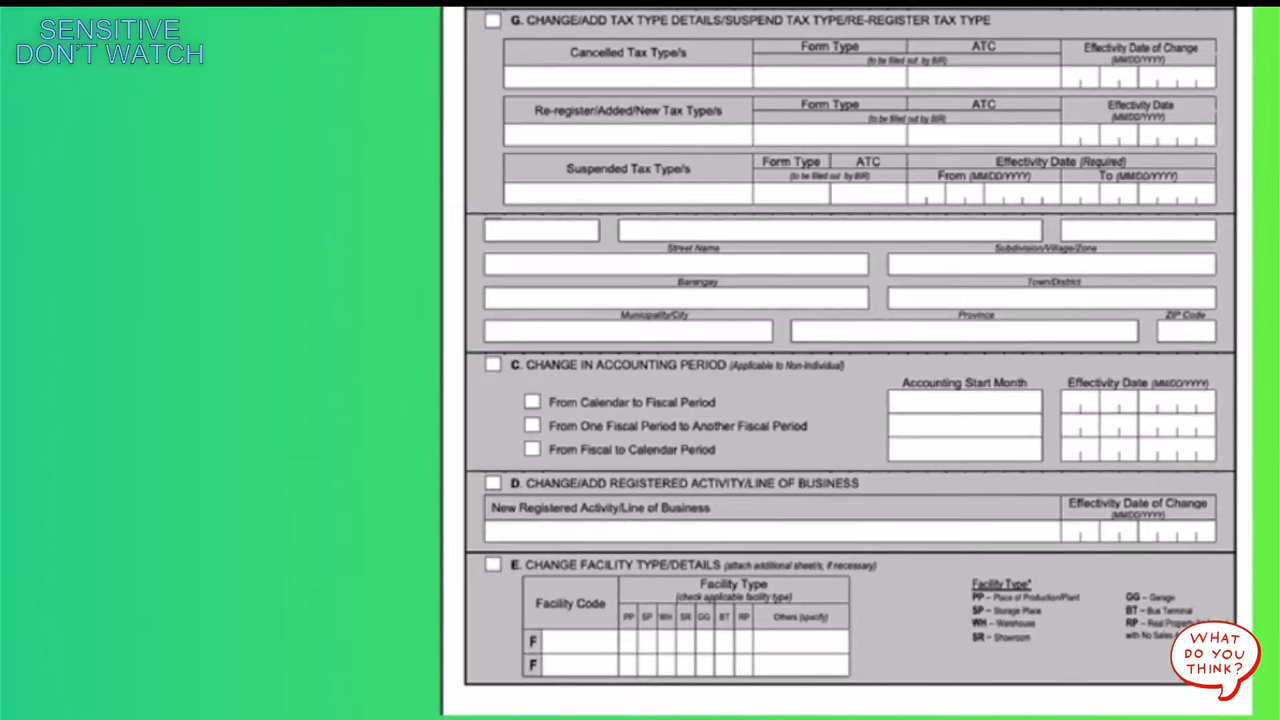 SENSITIVE
DON'T WATCH
G. CHANGE/ADD TAX TYPE DETAILS/SUSPEND TAX TYPE/RE-REGISTER TAX TYPE
Cancelled Tax Type/s Form Type ATC Effectivity Date of Change
(to be filled out by BIR) (MM/DD/YYYY)
Re-register/Added/New Tax Type/s Form Type ATC Effectivity Date
(to be filled out by BIR) (MM/DD/YYYY)
Suspended Tax Type/s Form Type ATC Effectivity Date (Required)
(to be filled out by BIR) From (MM/DD/YYYY) To (MM/DD/YYYY)
Street Name Subdivision/Village/Zone
Barangay Town/District
Municipality/City Province ZIP Code
C. CHANGE IN ACCOUNTING PERIOD (Applicable to Non-Individual)
Accounting Start Month Effectivity Date (MM/DD/YYYY)
From Calendar to Fiscal Period
From One Fiscal Period to Another Fiscal Period
From Fiscal to Calendar Period
D. CHANGE/ADD REGISTERED ACTIVITY/LINE OF BUSINESS
New Registered Activity/Line of Business Effectivity Date of Change
(MM/DD/YYYY)
E. CHANGE FACILITY TYPE/DETAILS (attach additional sheet/s, if necessary)
Facility Code Facility Type
(check applicable facility type)
PP SP WH SR GG BT RP Others (specify)
F
F
Facility Type*
PP – Place of Production/Plant GG – Garage
SP – Storage Place BT – Bus Terminal
WH – Warehouse RP – Real Property
SR – Showroom with No Sales
WHAT
DO YOU
THINK?